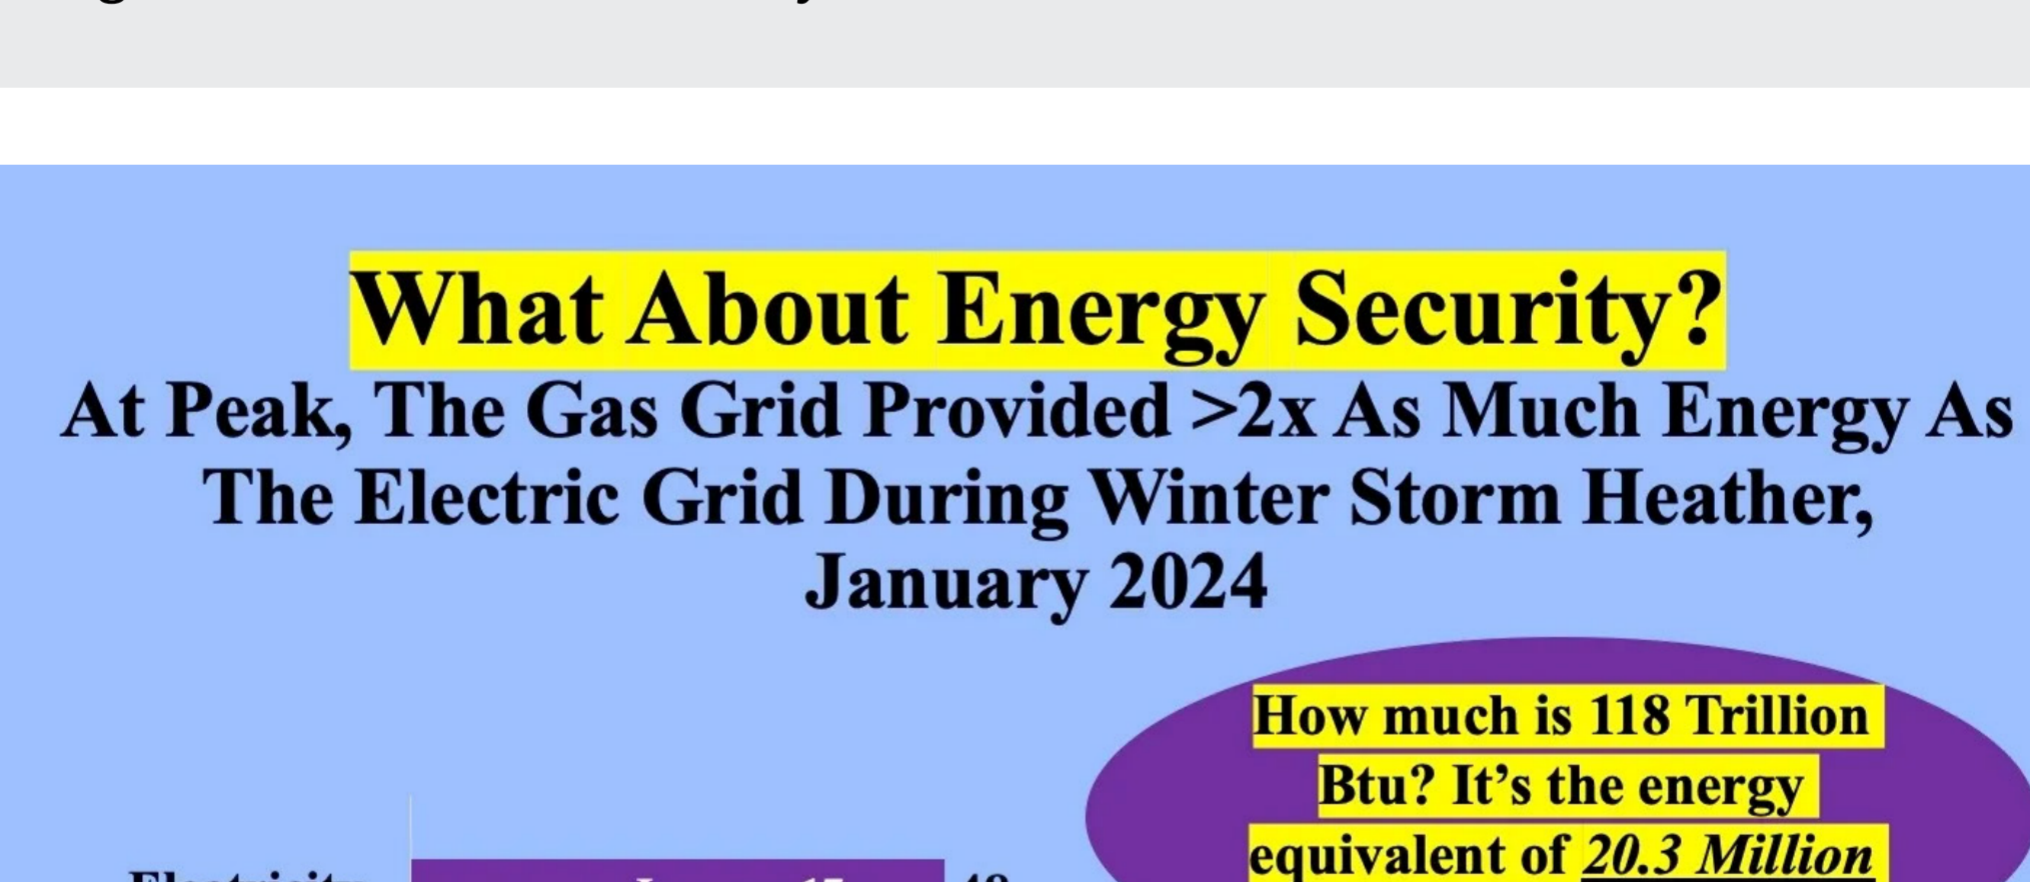 What About Energy Security?
At Peak, The Gas Grid Provided >2x As Much Energy As
The Electric Grid During Winter Storm Heather,
January 2024
How much is 118 Trillion
Btu? It's the energy
equivalent of 20.3 Million
Electricity